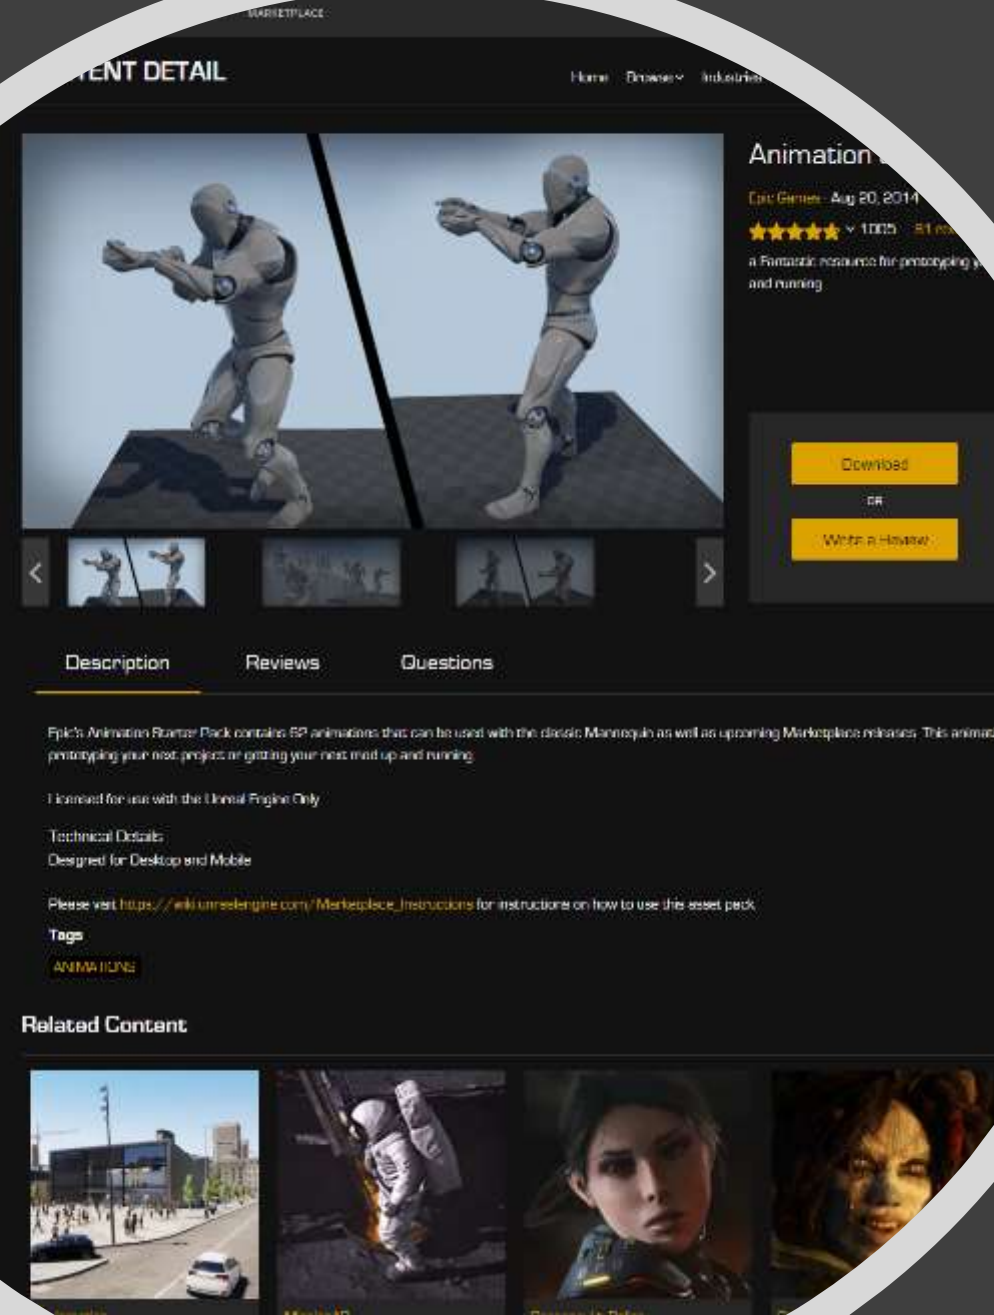 MARKETPLACE
TENT DETAIL
Home Browse Industries
Animation
Epic Games Aug 20, 2014
1005 81
a Fantastic resource for prototyping
and running
Download
OR
Write a Review
Description Reviews Questions
Epic's Animation Starter Pack contains 62 animations that can be used with the classic Mannequin as well as upcoming Marketplace releases. This animat
prototyping your next project or getting your next mod up and running
Licensed for use with the Unreal Engine Only
Technical Details
Designed for Desktop and Mobile
Please visit https://wiki.unrealengine.com/Marketplace_Instructions for instructions on how to use this asset pack
Tags
ANIMATIONS
Related Content